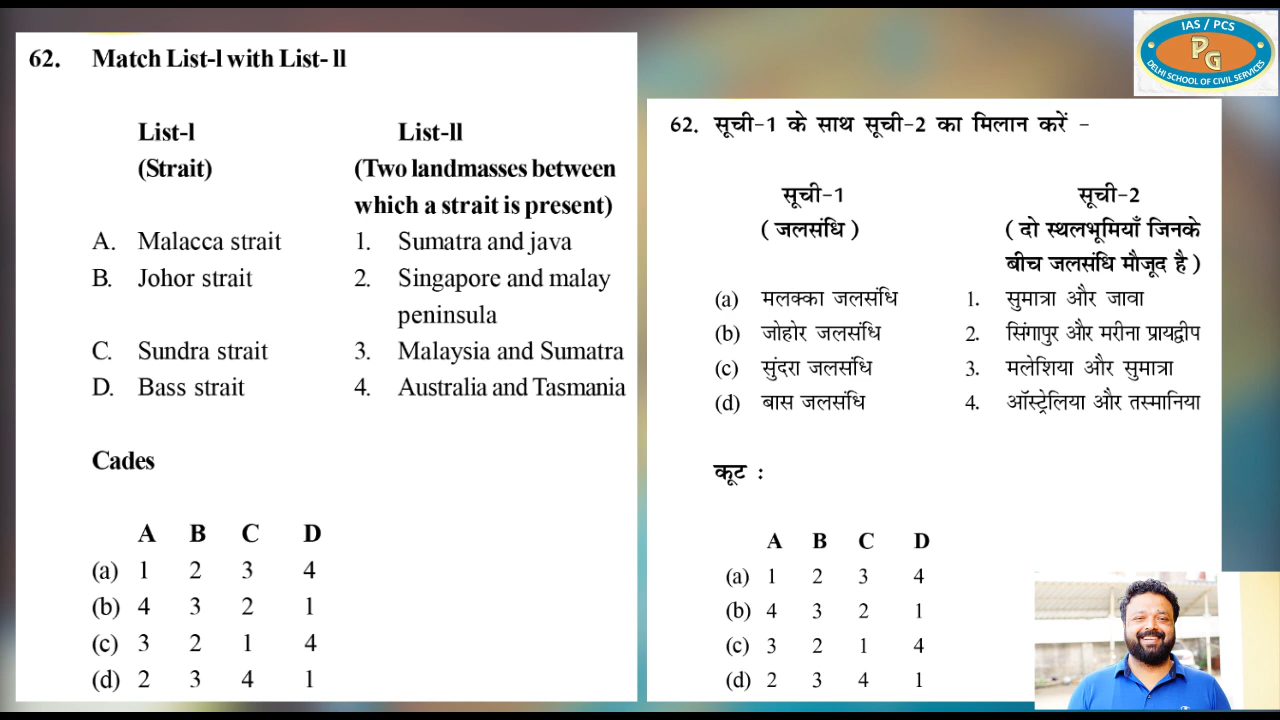 62. Match List-l with List- ll
List-l List-ll
(Strait) (Two landmasses between
which a strait is present)
A. Malacca strait 1. Sumatra and java
B. Johor strait 2. Singapore and malay
peninsula
C. Sundra strait 3. Malaysia and Sumatra
D. Bass strait 4. Australia and Tasmania
Cades
A B C D
(a) 1 2 3 4
(b) 4 3 2 1
(c) 3 2 1 4
(d) 2 3 4 1
IAS / PCS
PG
DELHI SCHOOL OF CIVIL SERVICES
62. सूची-1 के साथ सूची-2 का मिलान करें -
सूची-1 सूची-2
( जलसंधि ) ( दो स्थलभूमियाँ जिनके
बीच जलसंधि मौजूद है )
(a) मलक्का जलसंधि 1. सुमात्रा और जावा
(b) जोहोर जलसंधि 2. सिंगापुर और मरीना प्रायद्वीप
(c) सुंदरा जलसंधि 3. मलेशिया और सुमात्रा
(d) बास जलसंधि 4. ऑस्ट्रेलिया और तस्मानिया
कूट :
A B C D
(a) 1 2 3 4
(b) 4 3 2 1
(c) 3 2 1 4
(d) 2 3 4 1